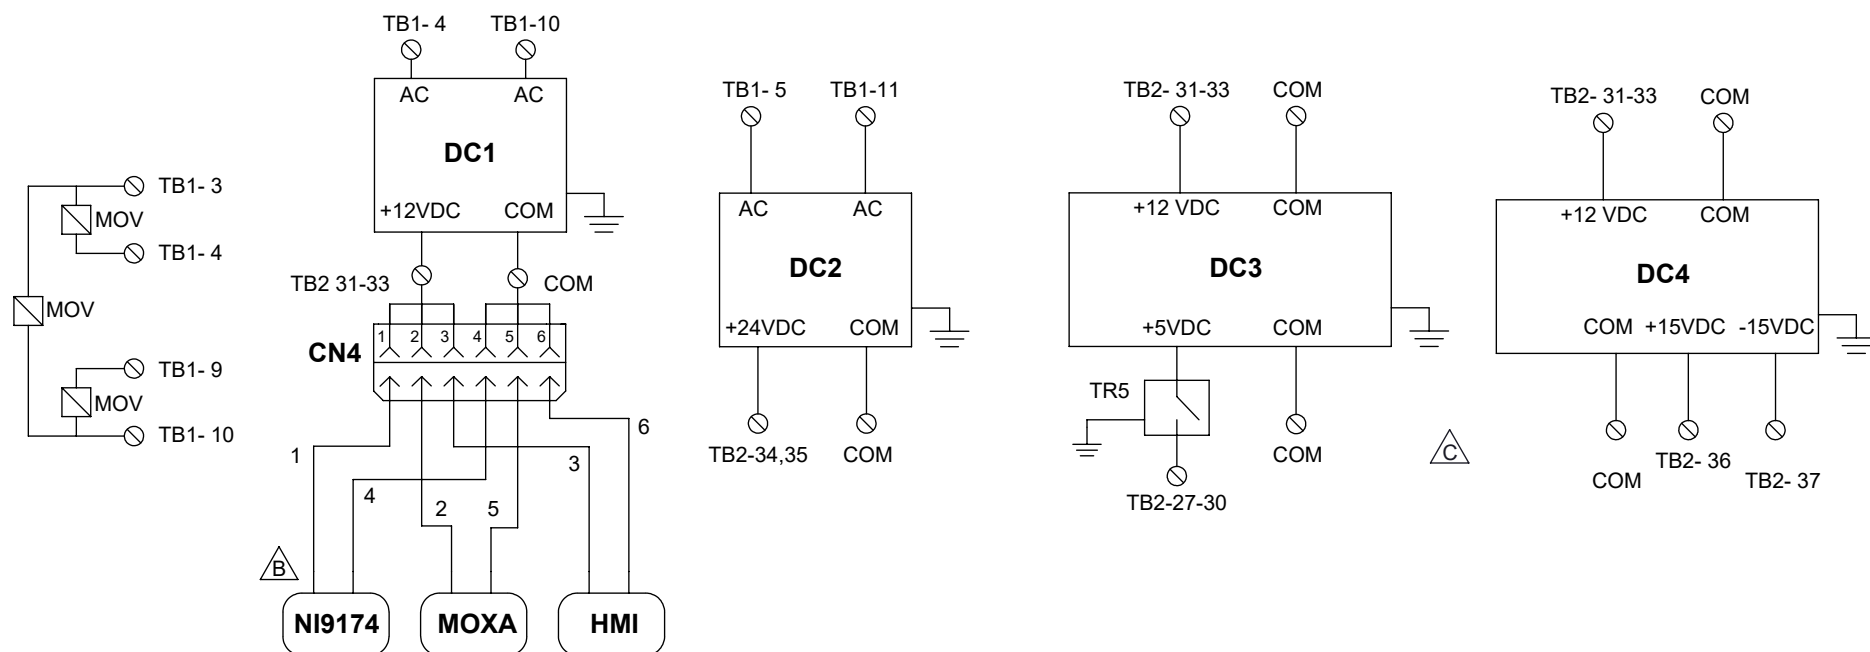 TB1- 3
MOV
TB1- 4
MOV
TB1- 9
MOV
TB1- 10
TB1- 4 TB1-10
AC AC
DC1
+12VDC COM
TB2 31-33 COM
1 2 3 4 5 6
CN4
1
4
2
5
3
6
B
NI9174
MOXA
HMI
TB1- 5 TB1-11
AC AC
DC2
+24VDC COM
TB2-34,35 COM
TB2- 31-33 COM
+12 VDC COM
DC3
+5VDC COM
TR5
COM
TB2-27-30
C
TB2- 31-33 COM
+12 VDC COM
DC4
COM +15VDC -15VDC
COM
TB2- 36
TB2- 37